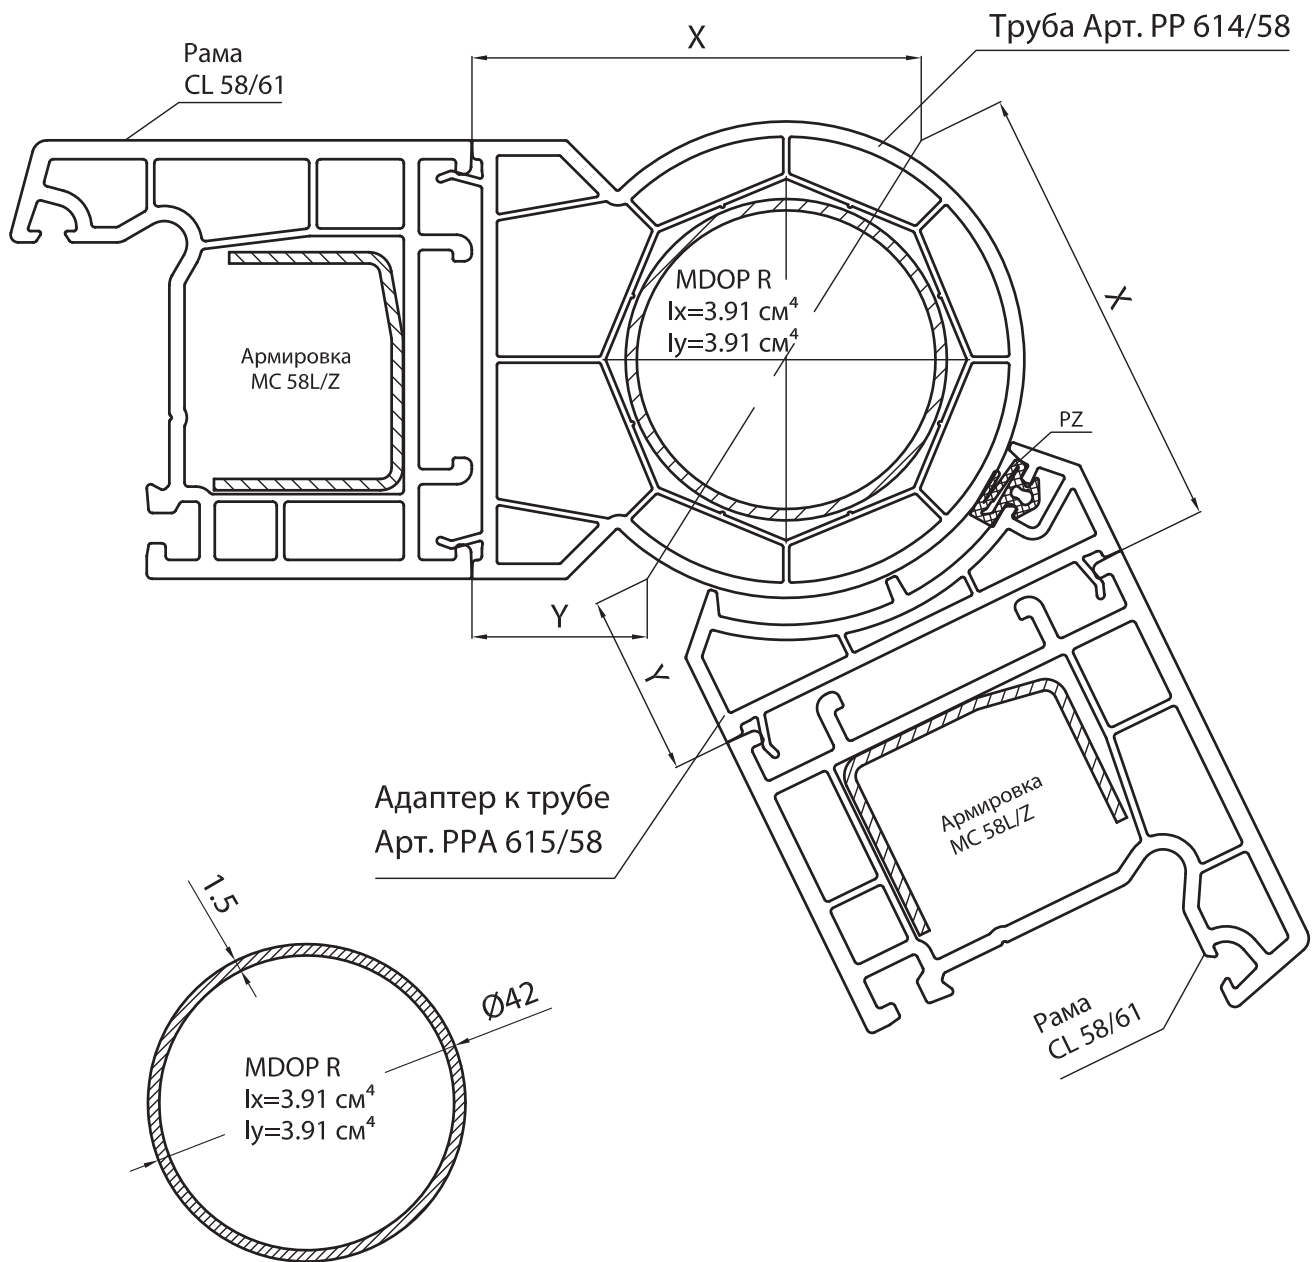 X
Труба Арт. PP 614/58
Рама
CL 58/61
MDOP R
Ix=3.91 см⁴
Iy=3.91 см⁴
X
Армировка
MC 58L/Z
PZ
Y
Y
Адаптер к трубе
Арт. PPA 615/58
Армировка
MC 58L/Z
1.5
Ø42
Рама
CL 58/61
MDOP R
Ix=3.91 см⁴
Iy=3.91 см⁴